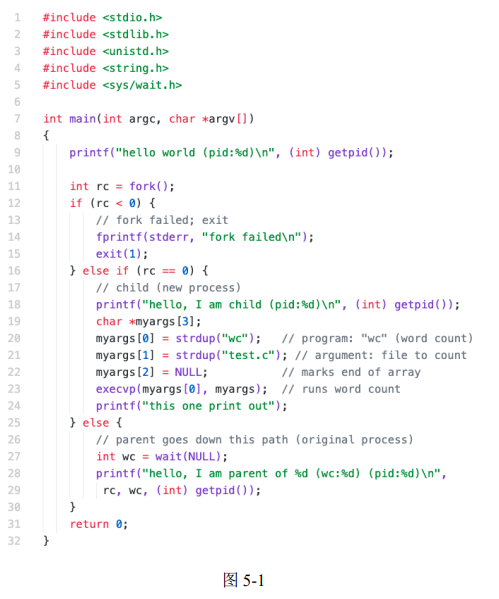 1 #include <stdio.h>
2 #include <stdlib.h>
3 #include <unistd.h>
4 #include <string.h>
5 #include <sys/wait.h>
6
7 int main(int argc, char *argv[])
8 {
9     printf("hello world (pid:%d)\n", (int) getpid());
10
11     int rc = fork();
12     if (rc < 0) {
13         // fork failed; exit
14         fprintf(stderr, "fork failed\n");
15         exit(1);
16     } else if (rc == 0) {
17         // child (new process)
18         printf("hello, I am child (pid:%d)\n", (int) getpid());
19         char *myargs[3];
20         myargs[0] = strdup("wc");   // program: "wc" (word count)
21         myargs[1] = strdup("test.c"); // argument: file to count
22         myargs[2] = NULL;           // marks end of array
23         execvp(myargs[0], myargs);  // runs word count
24         printf("this one print out");
25     } else {
26         // parent goes down this path (original process)
27         int wc = wait(NULL);
28         printf("hello, I am parent of %d (wc:%d) (pid:%d)\n",
29          rc, wc, (int) getpid());
30     }
31     return 0;
32 }
图 5-1